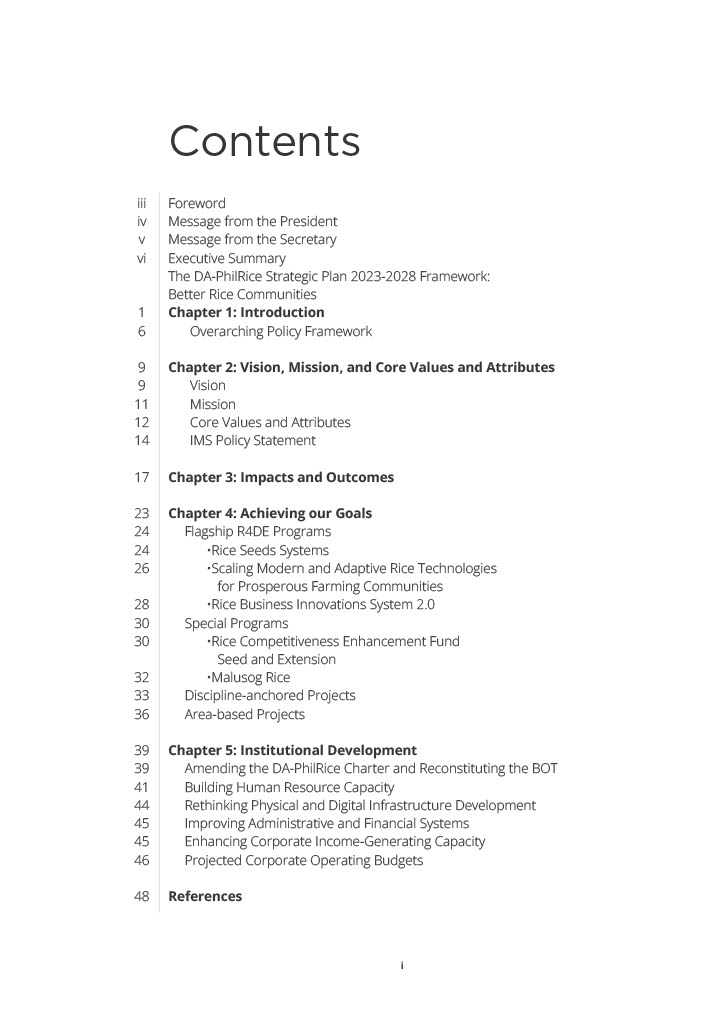 Contents
iii Foreword
iv Message from the President
v Message from the Secretary
vi Executive Summary
The DA-PhilRice Strategic Plan 2023-2028 Framework:
Better Rice Communities
1 Chapter 1: Introduction
6 Overarching Policy Framework
9 Chapter 2: Vision, Mission, and Core Values and Attributes
9 Vision
11 Mission
12 Core Values and Attributes
14 IMS Policy Statement
17 Chapter 3: Impacts and Outcomes
23 Chapter 4: Achieving our Goals
24 Flagship R4DE Programs
24 •Rice Seeds Systems
26 •Scaling Modern and Adaptive Rice Technologies
for Prosperous Farming Communities
28 •Rice Business Innovations System 2.0
30 Special Programs
30 •Rice Competitiveness Enhancement Fund
Seed and Extension
32 •Malusog Rice
33 Discipline-anchored Projects
36 Area-based Projects
39 Chapter 5: Institutional Development
39 Amending the DA-PhilRice Charter and Reconstituting the BOT
41 Building Human Resource Capacity
44 Rethinking Physical and Digital Infrastructure Development
45 Improving Administrative and Financial Systems
45 Enhancing Corporate Income-Generating Capacity
46 Projected Corporate Operating Budgets
48 References
i